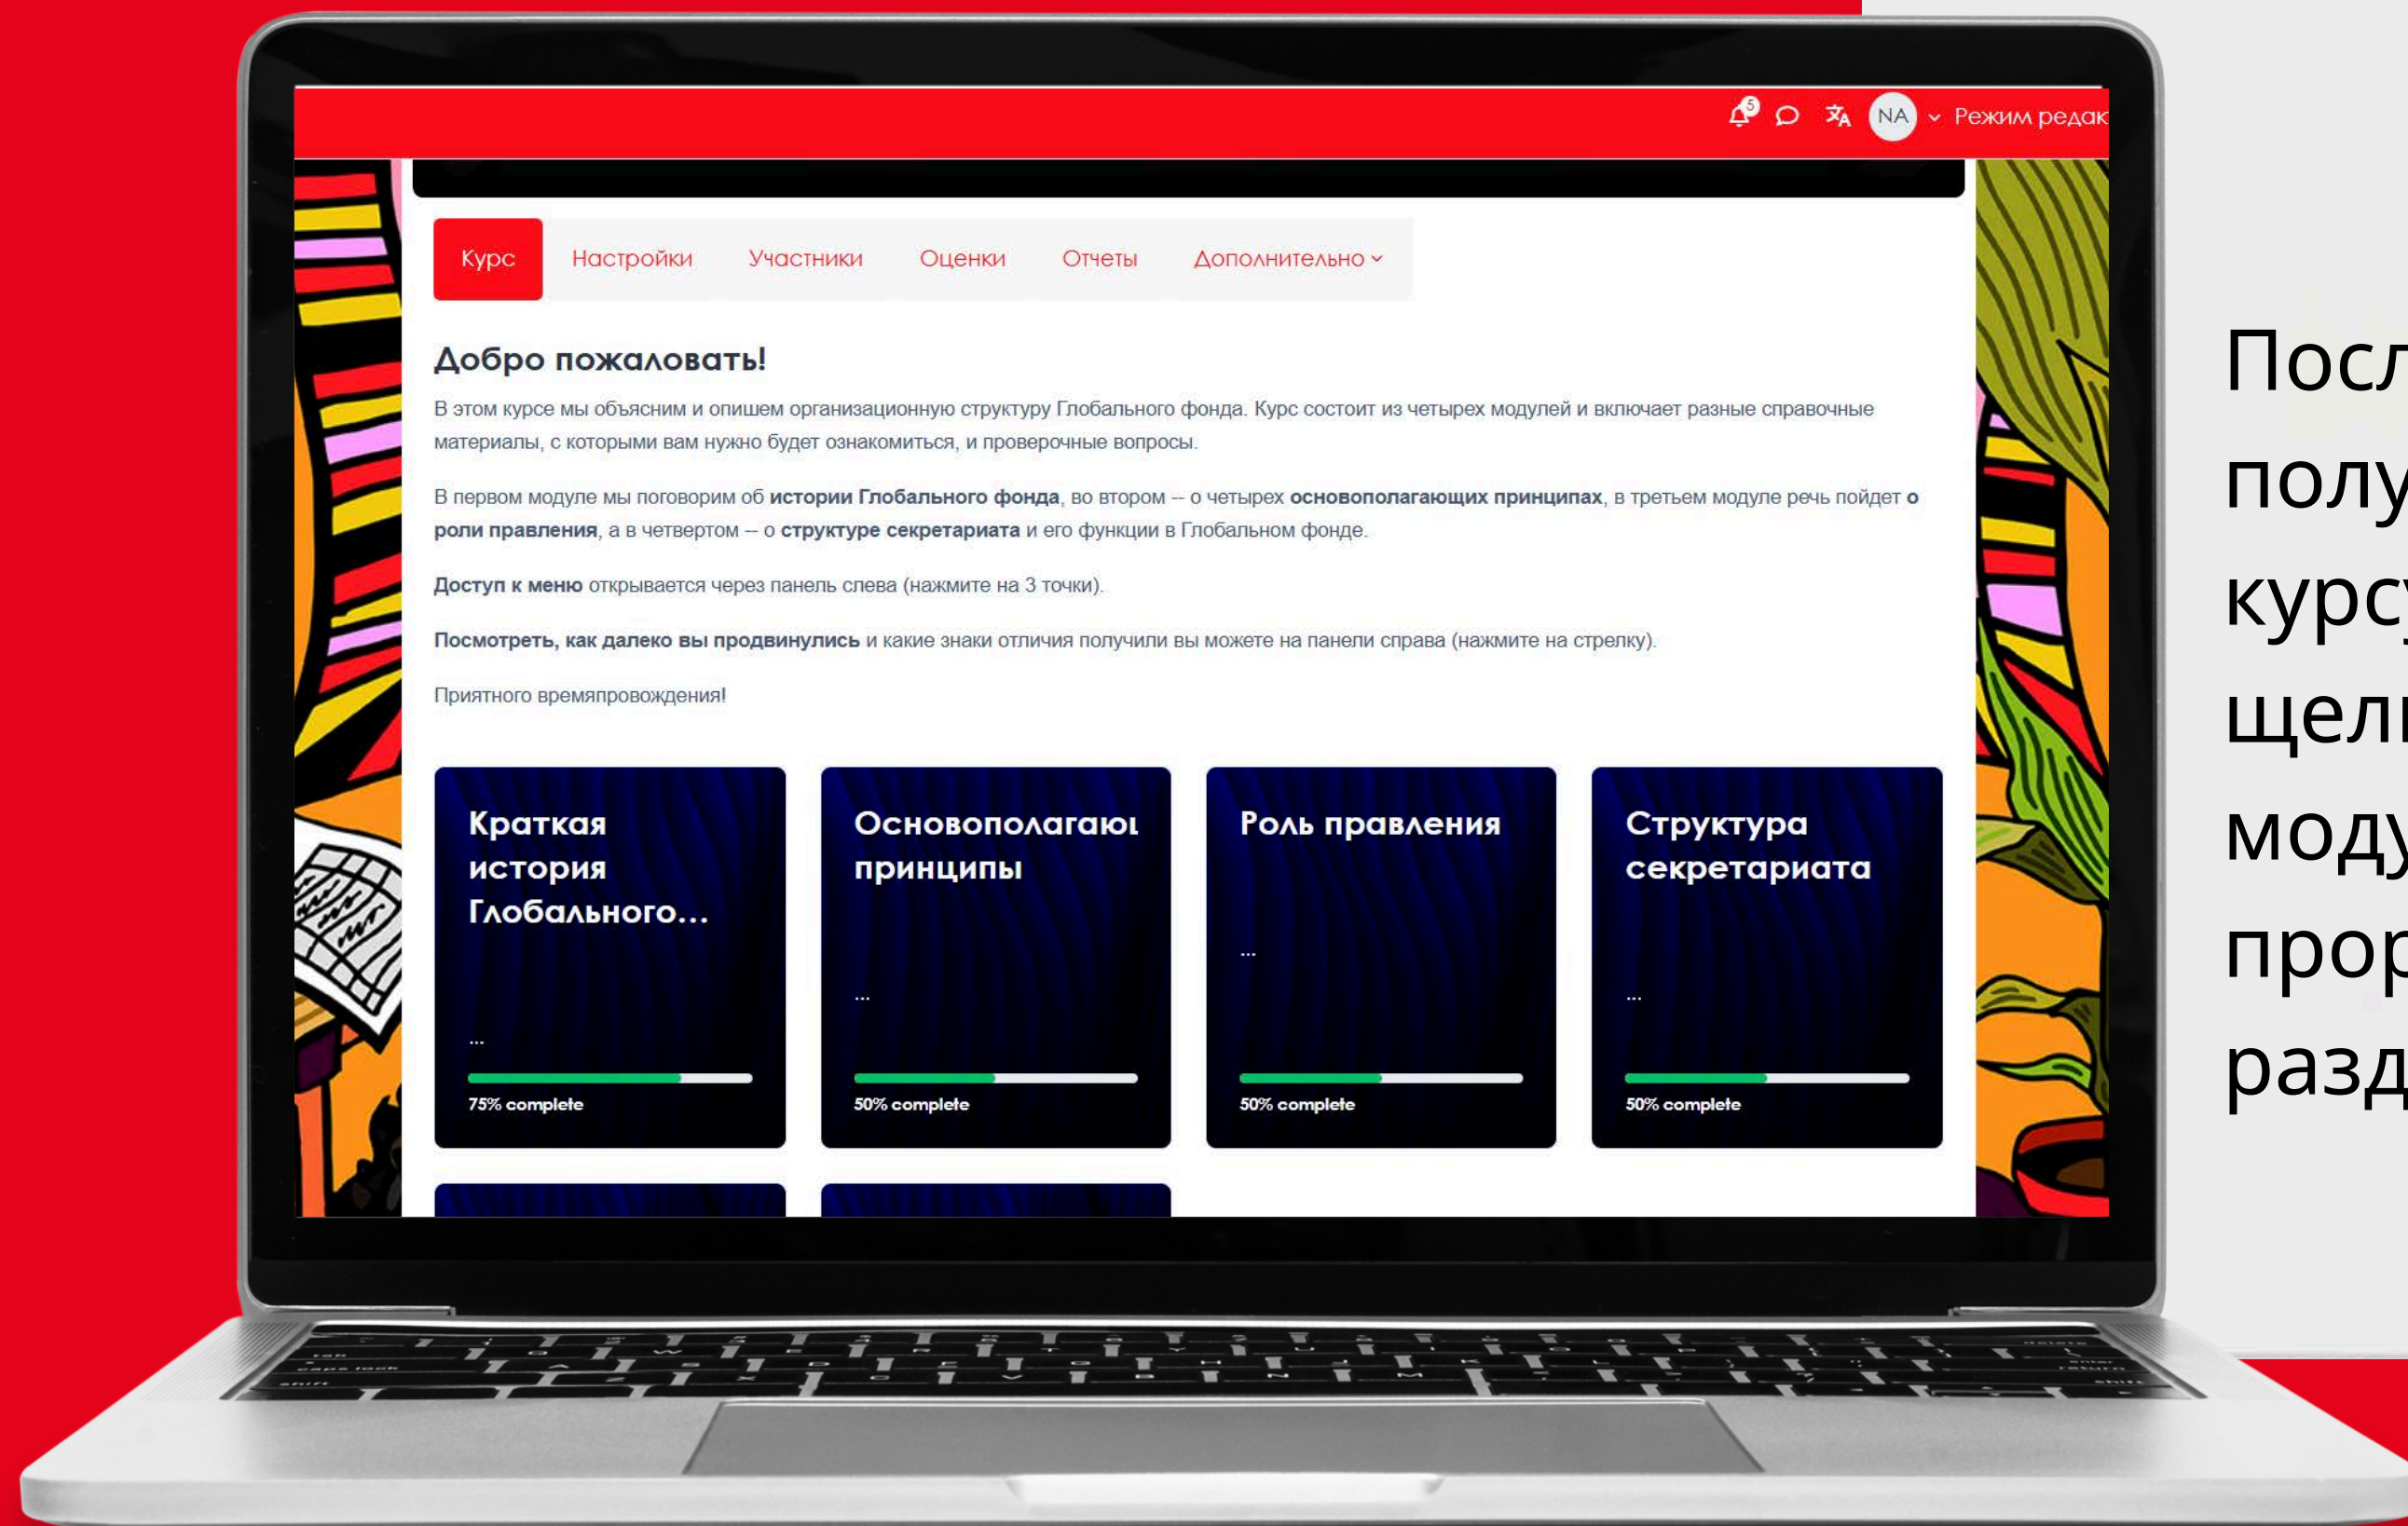 5
NA
Режим редак
Курс
Настройки
Участники
Оценки
Отчеты
Дополнительно
Добро пожаловать!
В этом курсе мы объясним и опишем организационную структуру Глобального фонда. Курс состоит из четырех модулей и включает разные справочные
материалы, с которыми вам нужно будет ознакомиться, и проверочные вопросы.
В первом модуле мы поговорим об истории Глобального фонда, во втором -- о четырех основополагающих принципах, в третьем модуле речь пойдет о
роли правления, а в четвертом -- о структуре секретариата и его функции в Глобальном фонде.
Доступ к меню открывается через панель слева (нажмите на 3 точки).
Посмотреть, как далеко вы продвинулись и какие знаки отличия получили вы можете на панели справа (нажмите на стрелку).
Приятного времяпровождения!
Краткая
история
Глобального...
...
75% complete
Основополагающ
принципы
...
50% complete
Роль правления
...
50% complete
Структура
секретариата
...
50% complete
Посл
полу
курсу
щел
моду
прор
разд